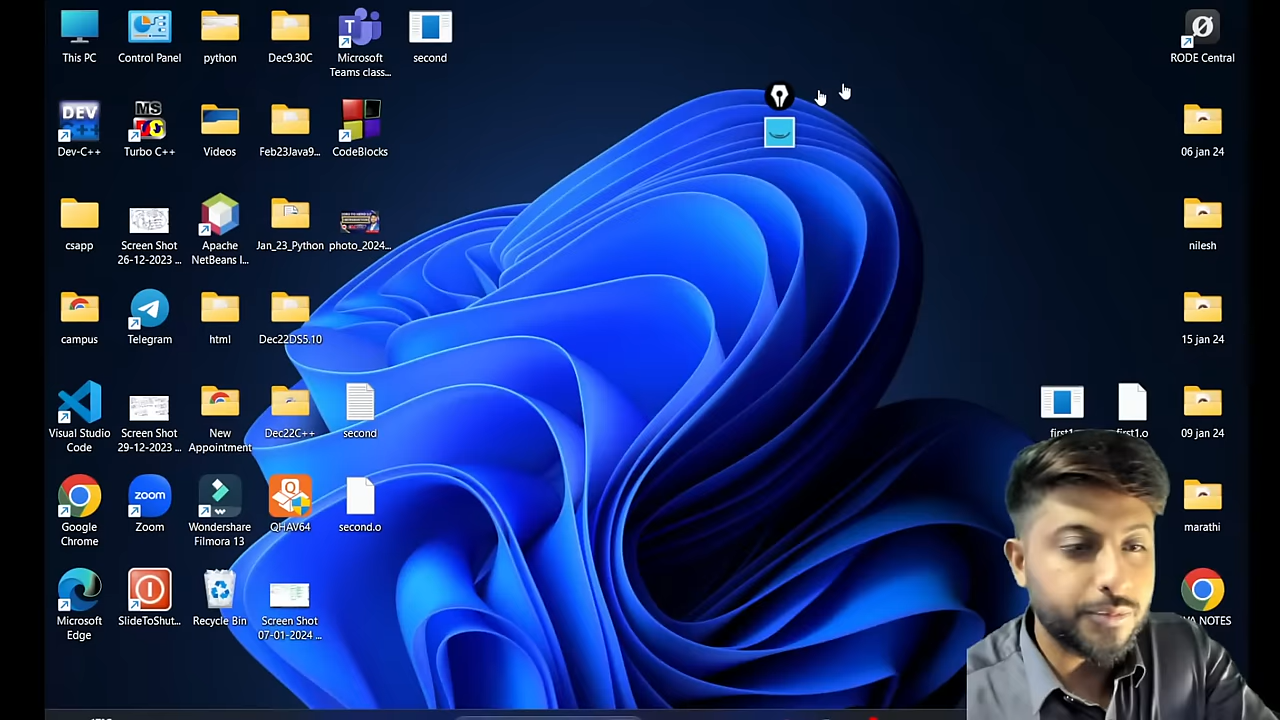 This PC
Control Panel
python
Dec9.30C
Microsoft
Teams class...
second
RODE Central
DEV
C++
Dev-C++
MS
Turbo C++
Videos
Feb23Java9...
CodeBlocks
06 jan 24
csapp
Screen Shot
26-12-2023 ...
Apache
NetBeans I...
Jan_23_Python
photo_2024...
nilesh
campus
Telegram
html
Dec22DS5.10
15 jan 24
Visual Studio
Code
Screen Shot
29-12-2023 ...
New
Appointment
Dec22C++
second
first1
first1.o
09 jan 24
zoom
Google
Chrome
Zoom
Wondershare
Filmora 13
QHAV64
second.o
marathi
Microsoft
Edge
SlideToShut...
Recycle Bin
Screen Shot
07-01-2024 ...
NOTES